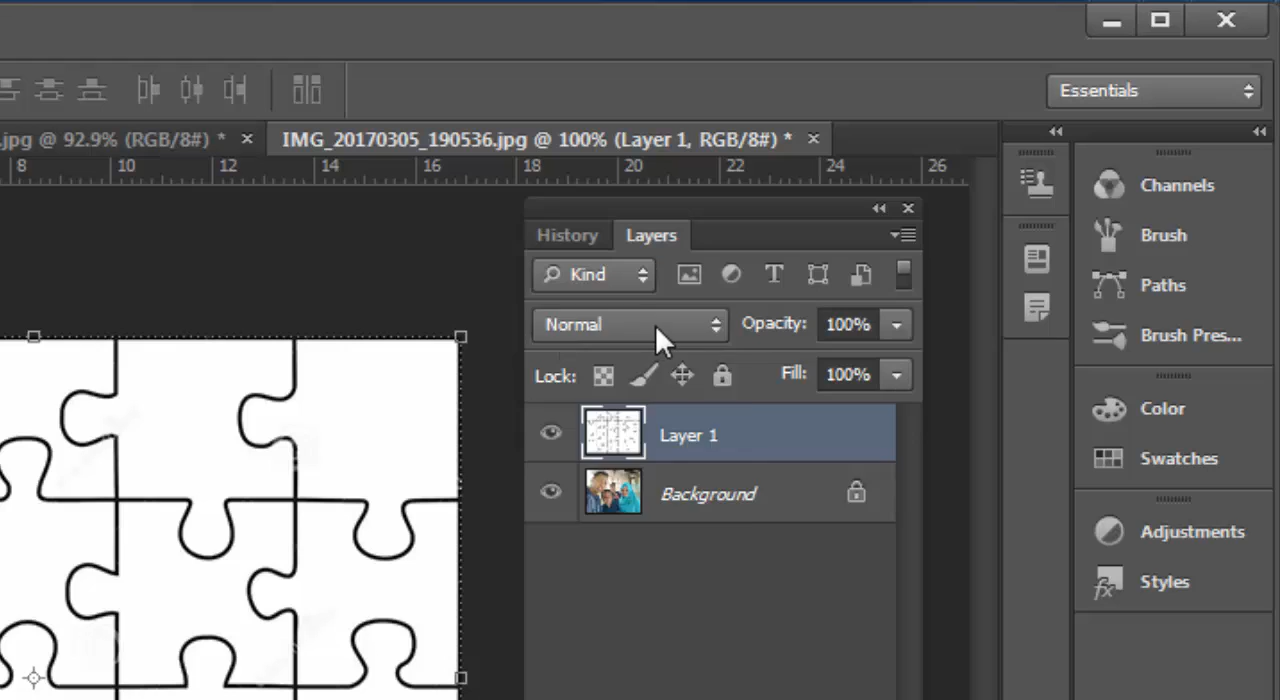 Essentials
.jpg @ 92.9% (RGB/8#) *
IMG_20170305_190536.jpg @ 100% (Layer 1, RGB/8#) *
8 10 12 14 16 18 20 22 24 26
Channels
Brush
Paths
Brush Pres...
Color
Swatches
Adjustments
Styles
History Layers
Kind
Normal Opacity: 100%
Lock: Fill: 100%
Layer 1
Background